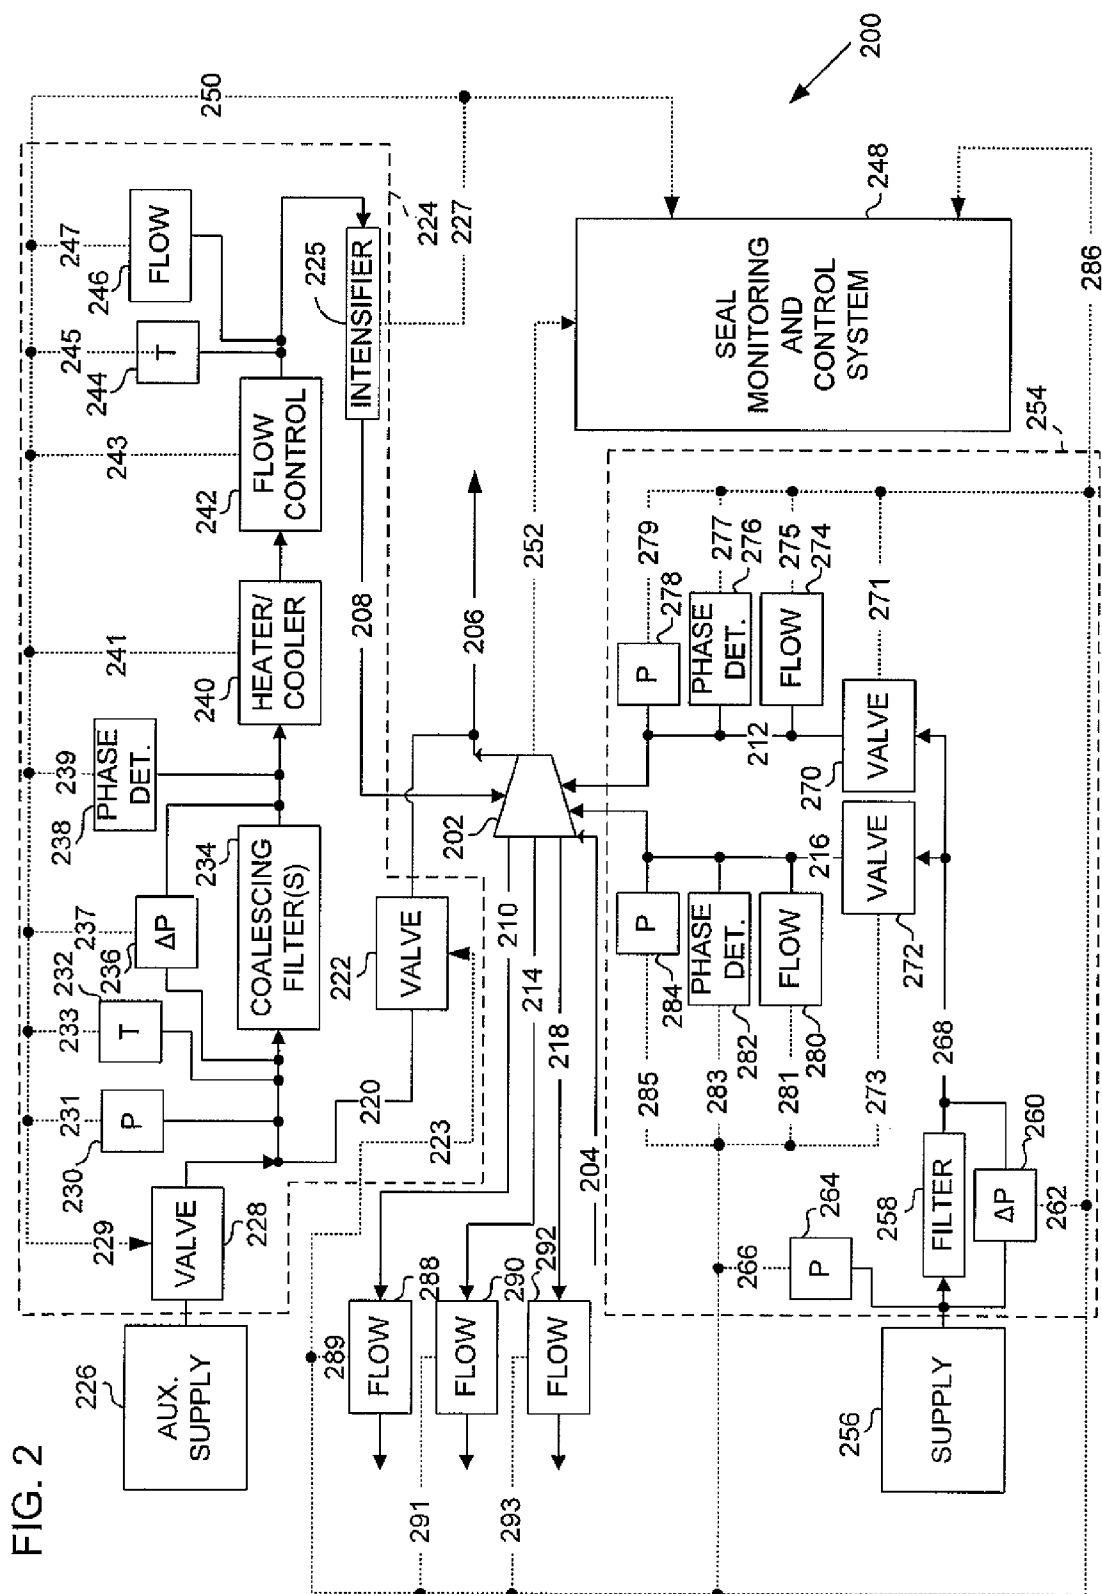 FIG. 2
200
226
AUX.
SUPPLY
229
VALVE
228
230
P
231
232
T
233
236
ΔP
237
234
COALESCING
FILTER(S)
238
PHASE
DET.
239
240
HEATER/
COOLER
241
242
FLOW
CONTROL
243
244
T
245
246
FLOW
247
250
225
INTENSIFIER
224
227
208
220
222
VALVE
223
202
206
252
210
214
218
204
289
FLOW
288
291
FLOW
290
293
FLOW
292
SEAL
MONITORING
AND
CONTROL
SYSTEM
248
254
286
284
P
285
282
PHASE
DET.
283
280
FLOW
281
216
VALVE
272
273
278
P
279
PHASE
DET.
276
277
FLOW
274
275
212
270
VALVE
271
268
264
P
266
258
FILTER
260
ΔP
262
256
SUPPLY